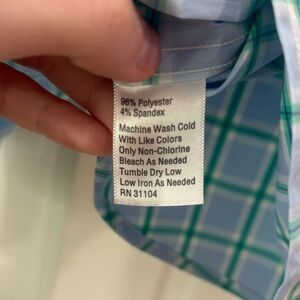 96% Polyester
4% Spandex
Machine Wash Cold
With Like Colors
Only Non-Chlorine
Bleach As Needed
Tumble Dry Low
Low Iron As Needed
RN 31104